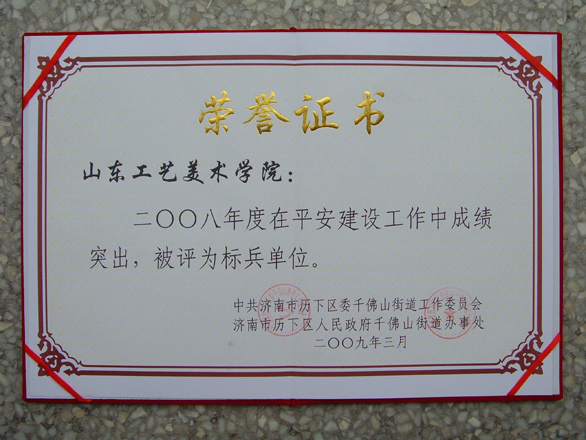 荣誉证书
山东工艺美术学院：
二〇〇八年度在平安建设工作中成绩
突出，被评为标兵单位。
中共济南市历下区委千佛山街道工作委员会
济南市历下区人民政府千佛山街道办事处
二〇〇九年三月